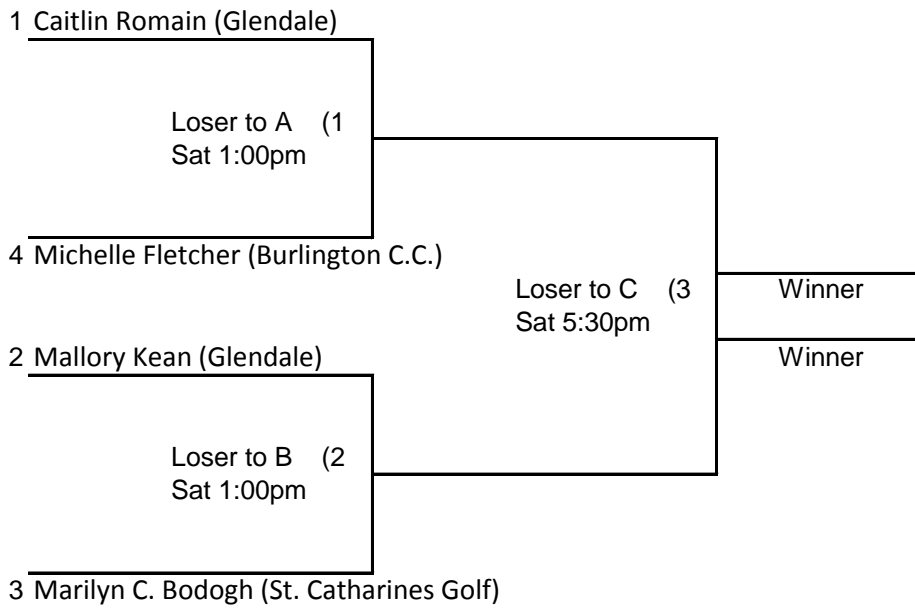 1 Caitlin Romain (Glendale)
Loser to A (1
Sat 1:00pm
4 Michelle Fletcher (Burlington C.C.)
Loser to C (3
Sat 5:30pm
Winner
2 Mallory Kean (Glendale)
Winner
Loser to B (2
Sat 1:00pm
3 Marilyn C. Bodogh (St. Catharines Golf)